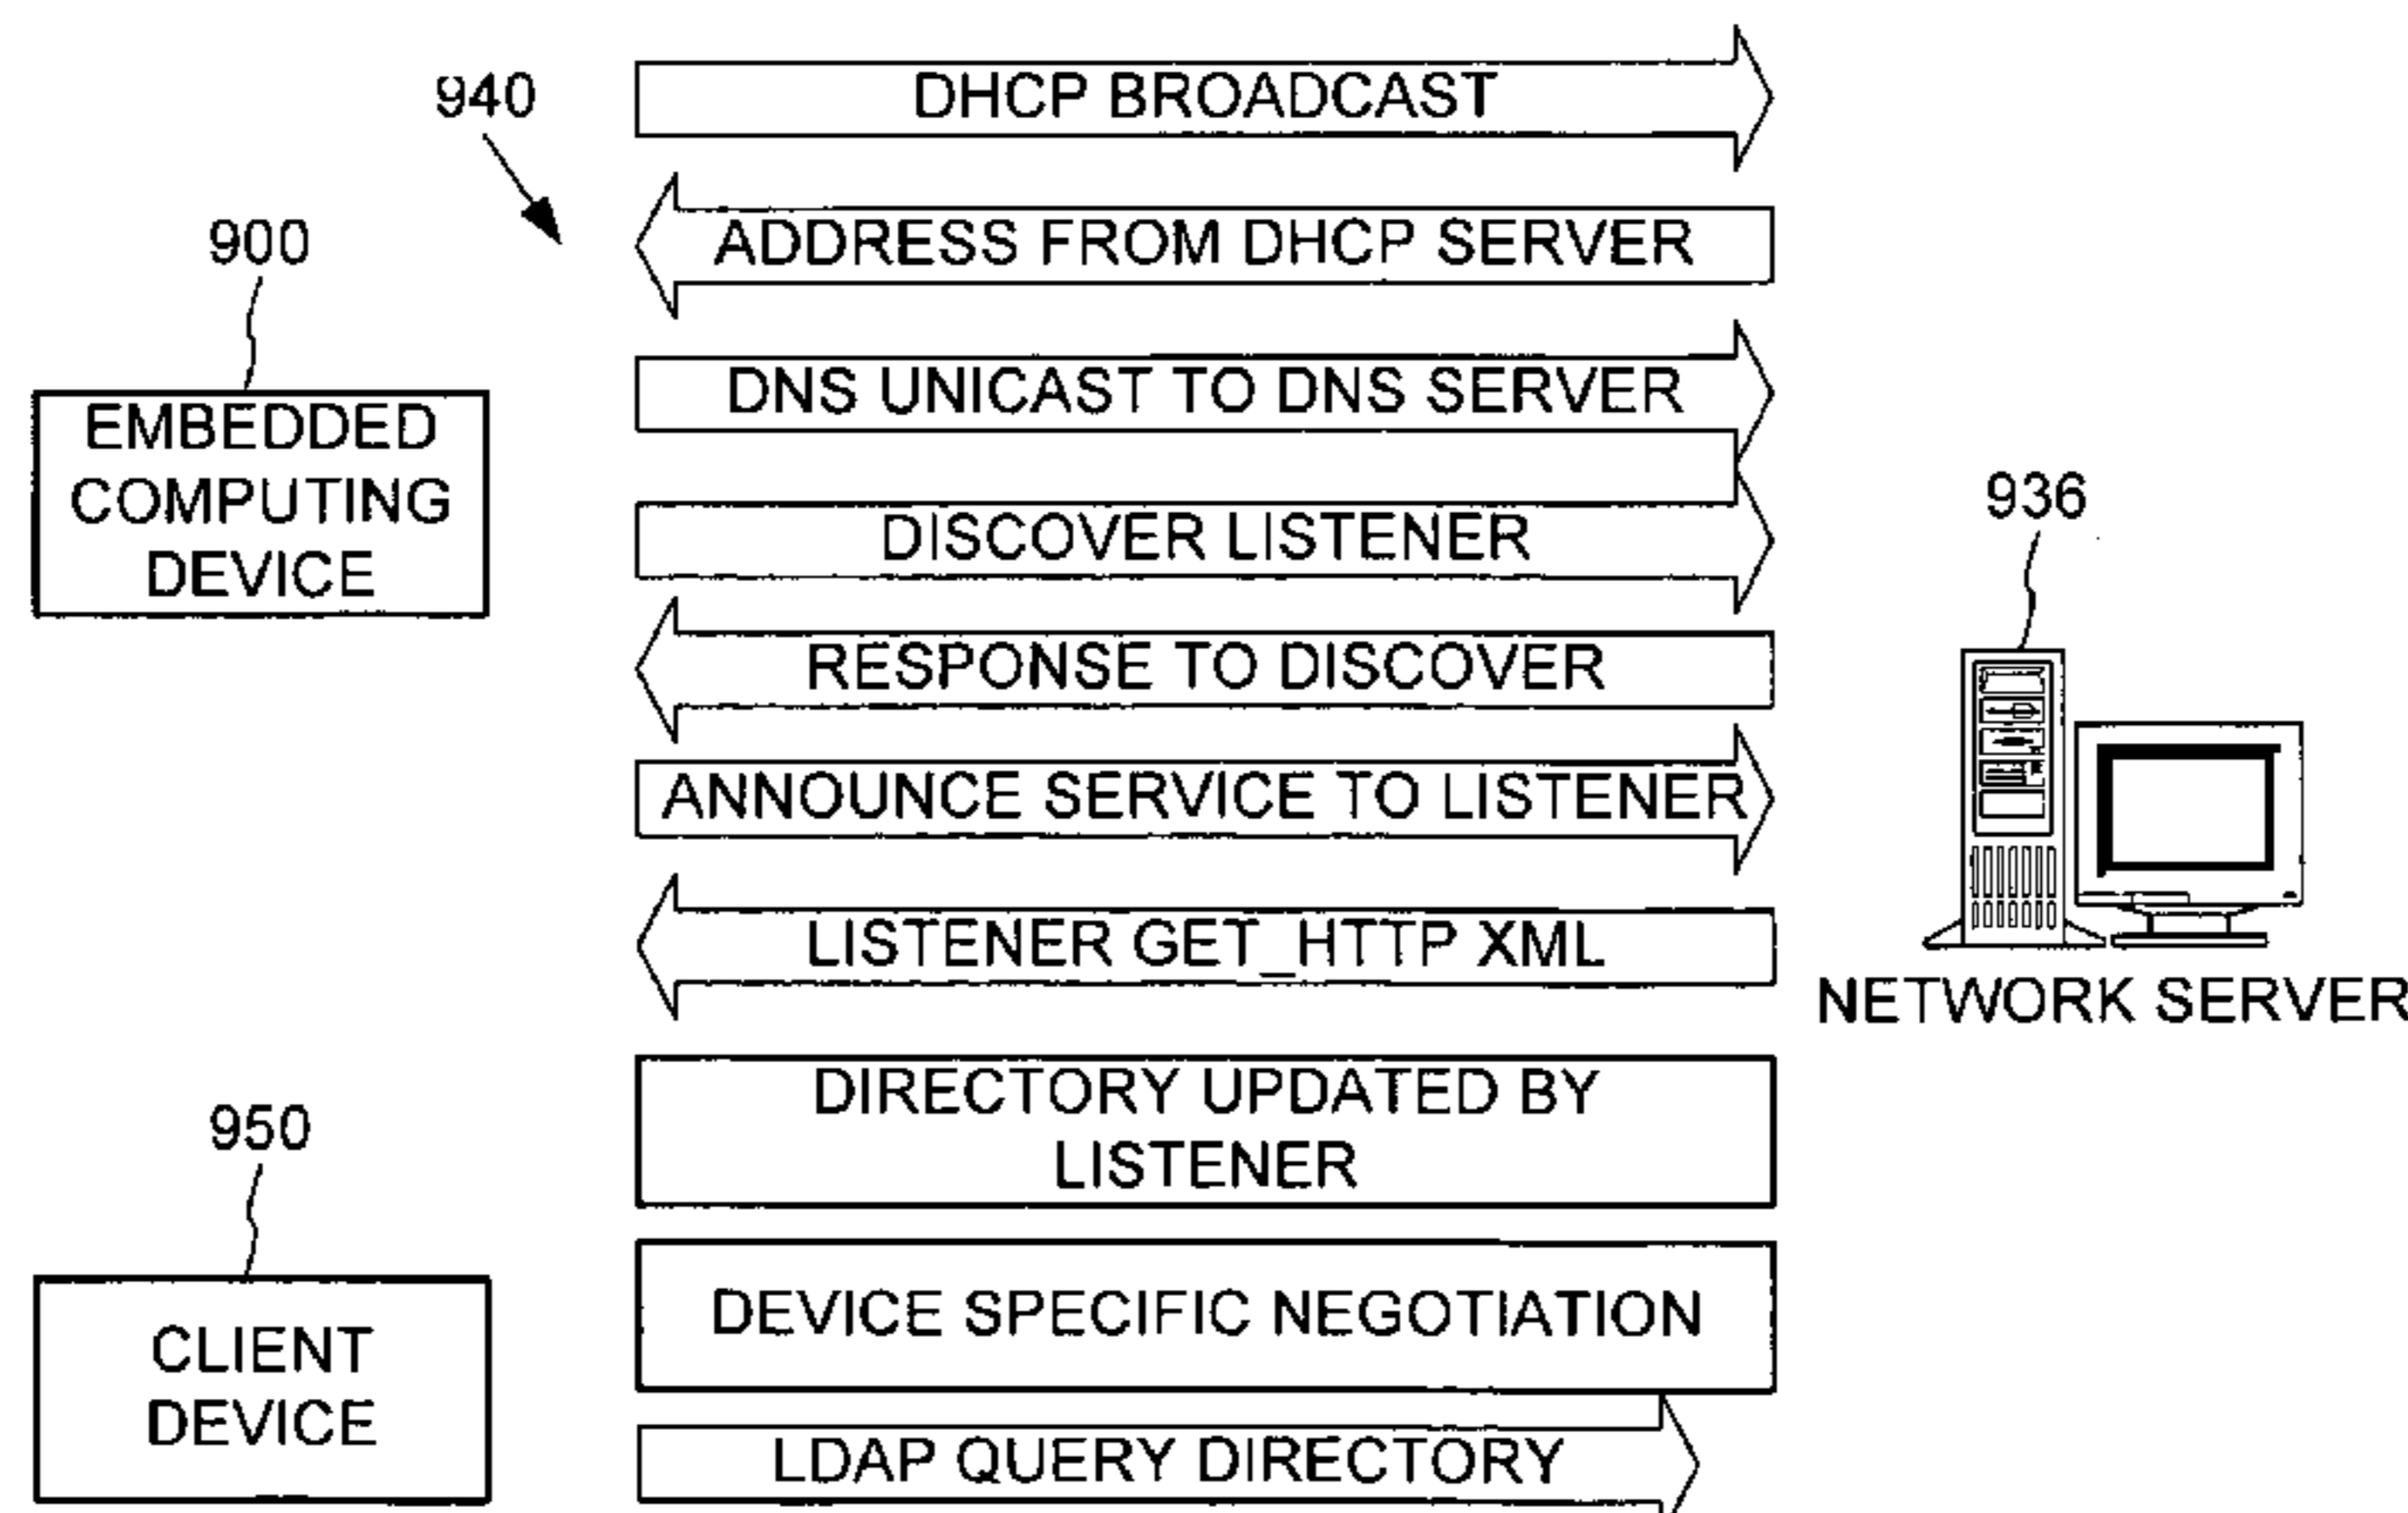 940
DHCP BROADCAST
ADDRESS FROM DHCP SERVER
900
EMBEDDED
COMPUTING
DEVICE
DNS UNICAST TO DNS SERVER
DISCOVER LISTENER
936
RESPONSE TO DISCOVER
ANNOUNCE SERVICE TO LISTENER
LISTENER GET_HTTP XML
NETWORK SERVER
DIRECTORY UPDATED BY
LISTENER
950
DEVICE SPECIFIC NEGOTIATION
CLIENT
DEVICE
LDAP QUERY DIRECTORY